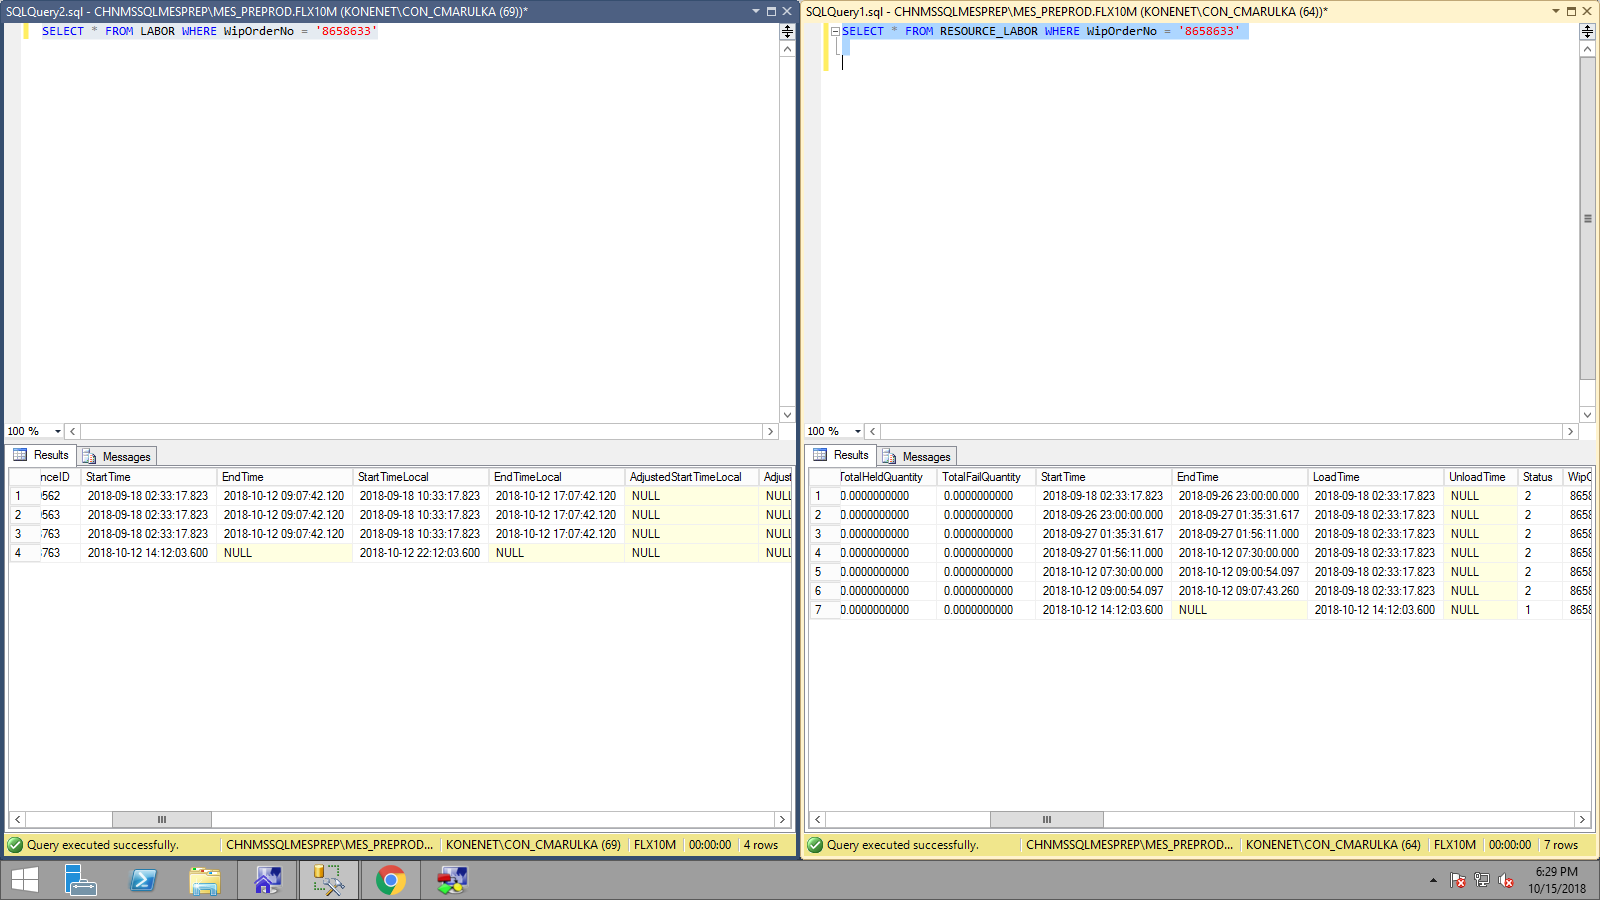 SQLQuery2.sql - CHNMSSQLMESPREP\MES_PREPROD.FLX10M (KONENET\CON_CMARULKA (69))*
SELECT * FROM LABOR WHERE WipOrderNo = '8658633'
100 %
Results Messages
nceID StartTime EndTime StartTimeLocal EndTimeLocal AdjustedStartTimeLocal Adjust
1 562 2018-09-18 02:33:17.823 2018-10-12 09:07:42.120 2018-09-18 10:33:17.823 2018-10-12 17:07:42.120 NULL NULL
2 563 2018-09-18 02:33:17.823 2018-10-12 09:07:42.120 2018-09-18 10:33:17.823 2018-10-12 17:07:42.120 NULL NULL
3 763 2018-09-18 02:33:17.823 2018-10-12 09:07:42.120 2018-09-18 10:33:17.823 2018-10-12 17:07:42.120 NULL NULL
4 763 2018-10-12 14:12:03.600 NULL 2018-10-12 22:12:03.600 NULL NULL NULL
Query executed successfully. CHNMSSQLMESPREP\MES_PREPROD... KONENET\CON_CMARULKA (69) FLX10M 00:00:00 4 rows
SQLQuery1.sql - CHNMSSQLMESPREP\MES_PREPROD.FLX10M (KONENET\CON_CMARULKA (64))*
SELECT * FROM RESOURCE_LABOR WHERE WipOrderNo = '8658633'
100 %
Results Messages
TotalHeldQuantity TotalFailQuantity StartTime EndTime LoadTime UnloadTime Status WipO
1 0.0000000000 0.0000000000 2018-09-18 02:33:17.823 2018-09-26 23:00:00.000 2018-09-18 02:33:17.823 NULL 2 8658
2 0.0000000000 0.0000000000 2018-09-26 23:00:00.000 2018-09-27 01:35:31.617 2018-09-18 02:33:17.823 NULL 2 8658
3 0.0000000000 0.0000000000 2018-09-27 01:35:31.617 2018-09-27 01:56:11.000 2018-09-18 02:33:17.823 NULL 2 8658
4 0.0000000000 0.0000000000 2018-09-27 01:56:11.000 2018-10-12 07:30:00.000 2018-09-18 02:33:17.823 NULL 2 8658
5 0.0000000000 0.0000000000 2018-10-12 07:30:00.000 2018-10-12 09:00:54.097 2018-09-18 02:33:17.823 NULL 2 8658
6 0.0000000000 0.0000000000 2018-10-12 09:00:54.097 2018-10-12 09:07:43.260 2018-09-18 02:33:17.823 NULL 2 8658
7 0.0000000000 0.0000000000 2018-10-12 14:12:03.600 NULL 2018-10-12 14:12:03.600 NULL 1 8658
Query executed successfully. CHNMSSQLMESPREP\MES_PREPROD... KONENET\CON_CMARULKA (64) FLX10M 00:00:00 7 rows
6:29 PM
10/15/2018